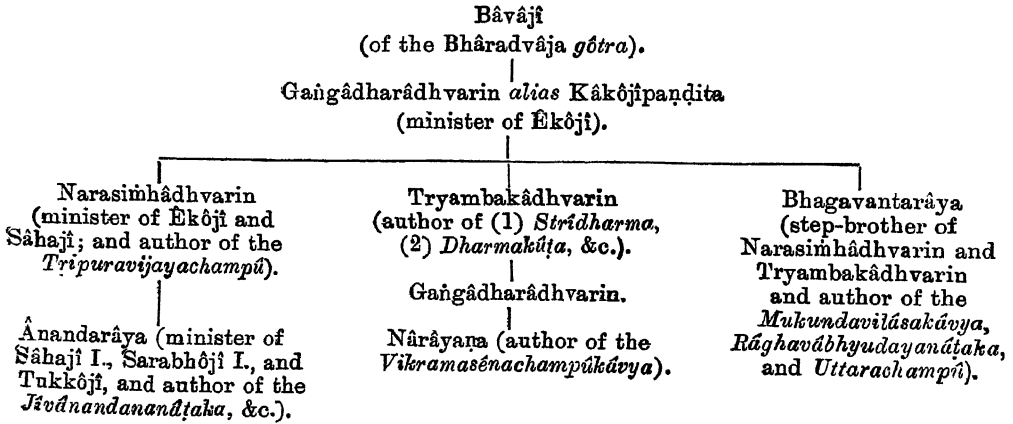 Bâvâjî
(of the Bhâradvâja gôtra).
Gaṅgâdharâdhvarin alias Kâkôjîpaṇḍita
(minister of Êkôjî).
Narasiṁhâdhvarin
(minister of Êkôjî and
Sâhajî; and author of the
Tṛipuravijayachampû).
Ânandarâya (minister of
Sâhajî I., Sarabhôjî I., and
Tukkôjî, and author of the
Jîvânandananâṭaka, &c.).
Tryambakâdhvarin
(author of (1) Strîdharma,
(2) Dharmakûṭa, &c.).
Gaṅgâdharâdhvarin.
Nârâyaṇa (author of the
Vikramasênachampûkâvya).
Bhagavantarâya
(step-brother of
Narasiṁhâdhvarin and
Tryambakâdhvarin
and author of the
Mukundavilâsakâvya,
Râghavâbhyudayanâṭaka,
and Uttarachampû).